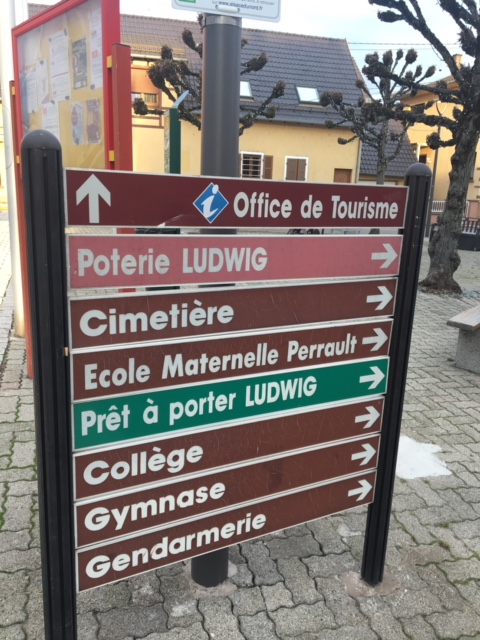 Office de Tourisme
Poterie LUDWIG
Cimetière
Ecole Maternelle Perrault
Prêt à porter LUDWIG
Collège
Gymnase
Gendarmerie